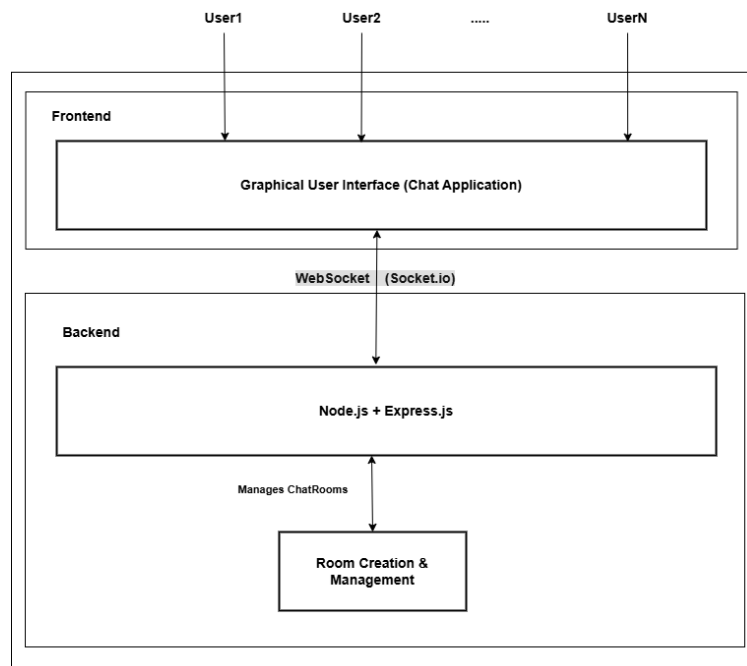 User1 User2 ..... UserN
Frontend
Graphical User Interface (Chat Application)
WebSocket (Socket.io)
Backend
Node.js + Express.js
Manages ChatRooms
Room Creation &
Management